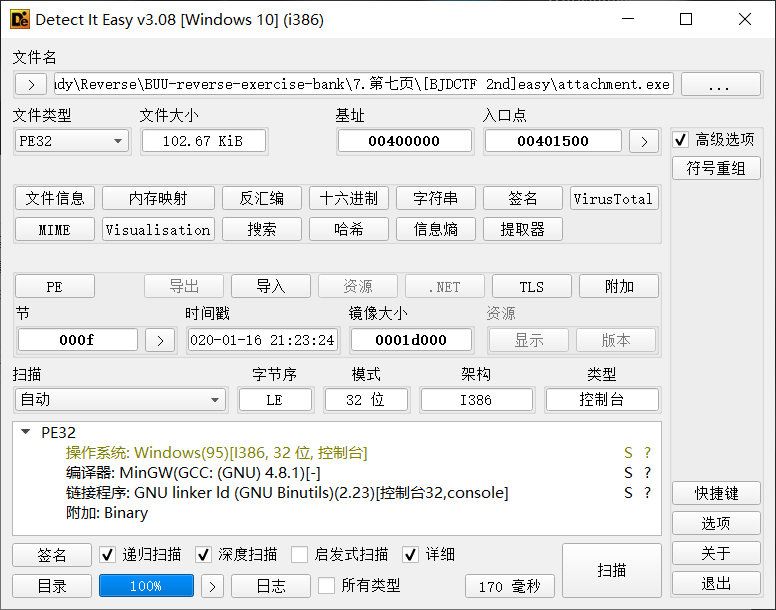 Detect It Easy v3.08 [Windows 10] (i386)
文件名
> dy\Reverse\BUU-reverse-exercise-bank\7.第七页\[BJDCTF 2nd]easy\attachment.exe ...
文件类型 文件大小 基址 入口点
PE32 102.67 KiB 00400000 00401500 > 高级选项
符号重组
文件信息 内存映射 反汇编 十六进制 字符串 签名 VirusTotal
MIME Visualisation 搜索 哈希 信息熵 提取器
PE 导出 导入 资源 .NET TLS 附加
节 时间戳 镜像大小 资源
000f > 020-01-16 21:23:24 0001d000 显示 版本
扫描 字节序 模式 架构 类型
自动 LE 32 位 I386 控制台
PE32
操作系统: Windows(95)[I386, 32 位, 控制台] S ?
编译器: MinGW(GCC: (GNU) 4.8.1)[-] S ?
链接程序: GNU linker ld (GNU Binutils)(2.23)[控制台32,console] S ?
附加: Binary
快捷键
选项
关于
退出
签名 递归扫描 深度扫描 启发式扫描 详细 扫描
目录 100% > 日志 所有类型 170 毫秒